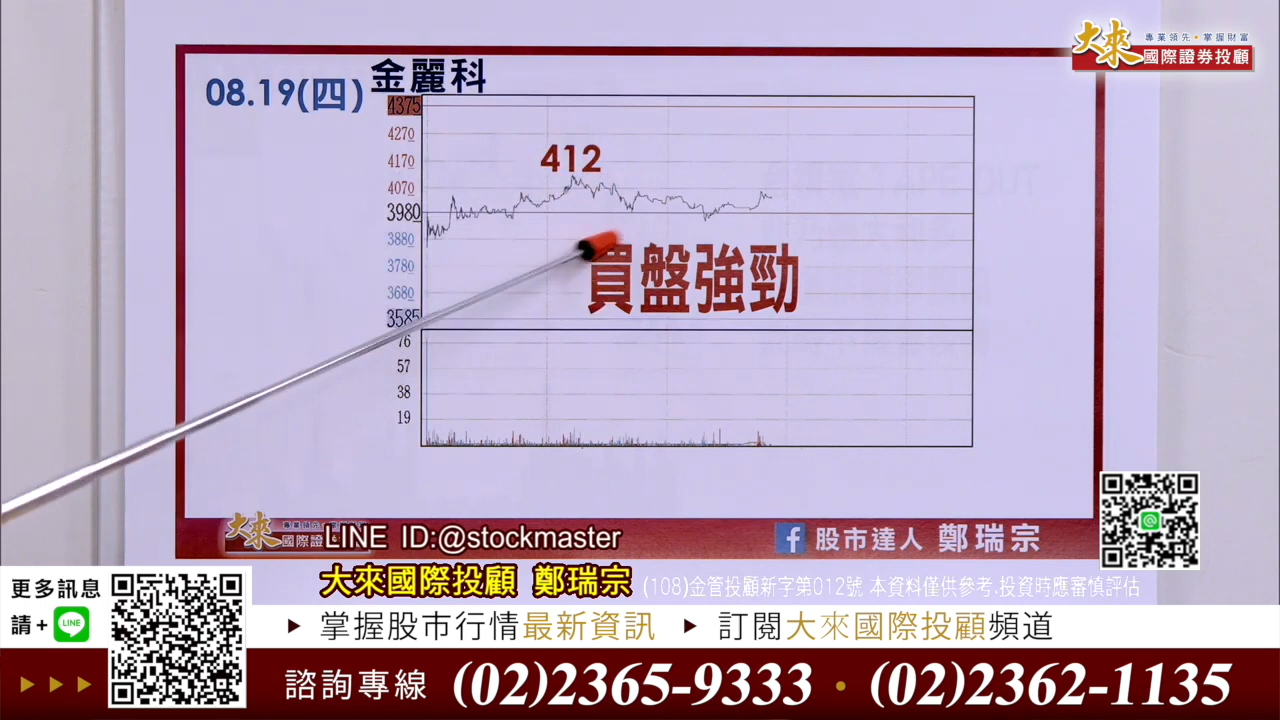 大來
專業領先•掌握財富
國際證券投顧
08.19(四)
金麗科
4375
4270
4170
4070
3980
3880
3780
3680
3585
412
買盤強勁
76
57
38
19
大來
LINE ID:@stockmaster
股市達人 鄭瑞宗
大來國際投顧 鄭瑞宗
(108)金管投顧新字第012號 本資料僅供參考.投資時應審慎評估
更多訊息
請+
LINE
掌握股市行情最新資訊
訂閱大來國際投顧頻道
諮詢專線
(02)2365-9333 • (02)2362-1135